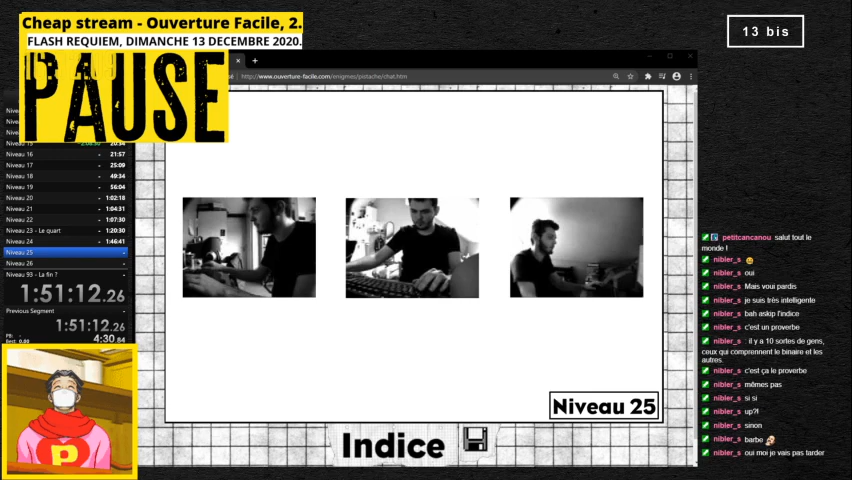 Cheap stream - Ouverture Facile, 2.
FLASH REQUIEM, DIMANCHE 13 DECEMBRE 2020.
PAUSE
13 bis
http://www.ouverture-facile.com/enigmes/pistache/chat.htm
Niveau 16 - 21:57
Niveau 17 - 25:09
Niveau 18 - 49:34
Niveau 19 - 56:04
Niveau 20 - 1:02:18
Niveau 21 - 1:04:31
Niveau 22 - 1:07:30
Niveau 23 - Le quart - 1:20:30
Niveau 24 - 1:46:41
Niveau 25 -
Niveau 26 -
Niveau 93 - La fin ? -
1:51:12.26
Previous Segment -
1:51:12.26
PB: -
Best: 0.00
4:30.84
P
Niveau 25
Indice
petitcancanou salut tout le
monde !
nibler_s
nibler_s oui
nibler_s Mais voui pardis
nibler_s je suis très intelligente
nibler_s bah askip l'indice
nibler_s c'est un proverbe
nibler_s : il y a 10 sortes de gens,
ceux qui comprennent le binaire et les
autres.
nibler_s c'est ça le proverbe
nibler_s mêmes pas
nibler_s si si
nibler_s up?!
nibler_s sinon
nibler_s barbe
nibler_s oui moi je vais pas tarder